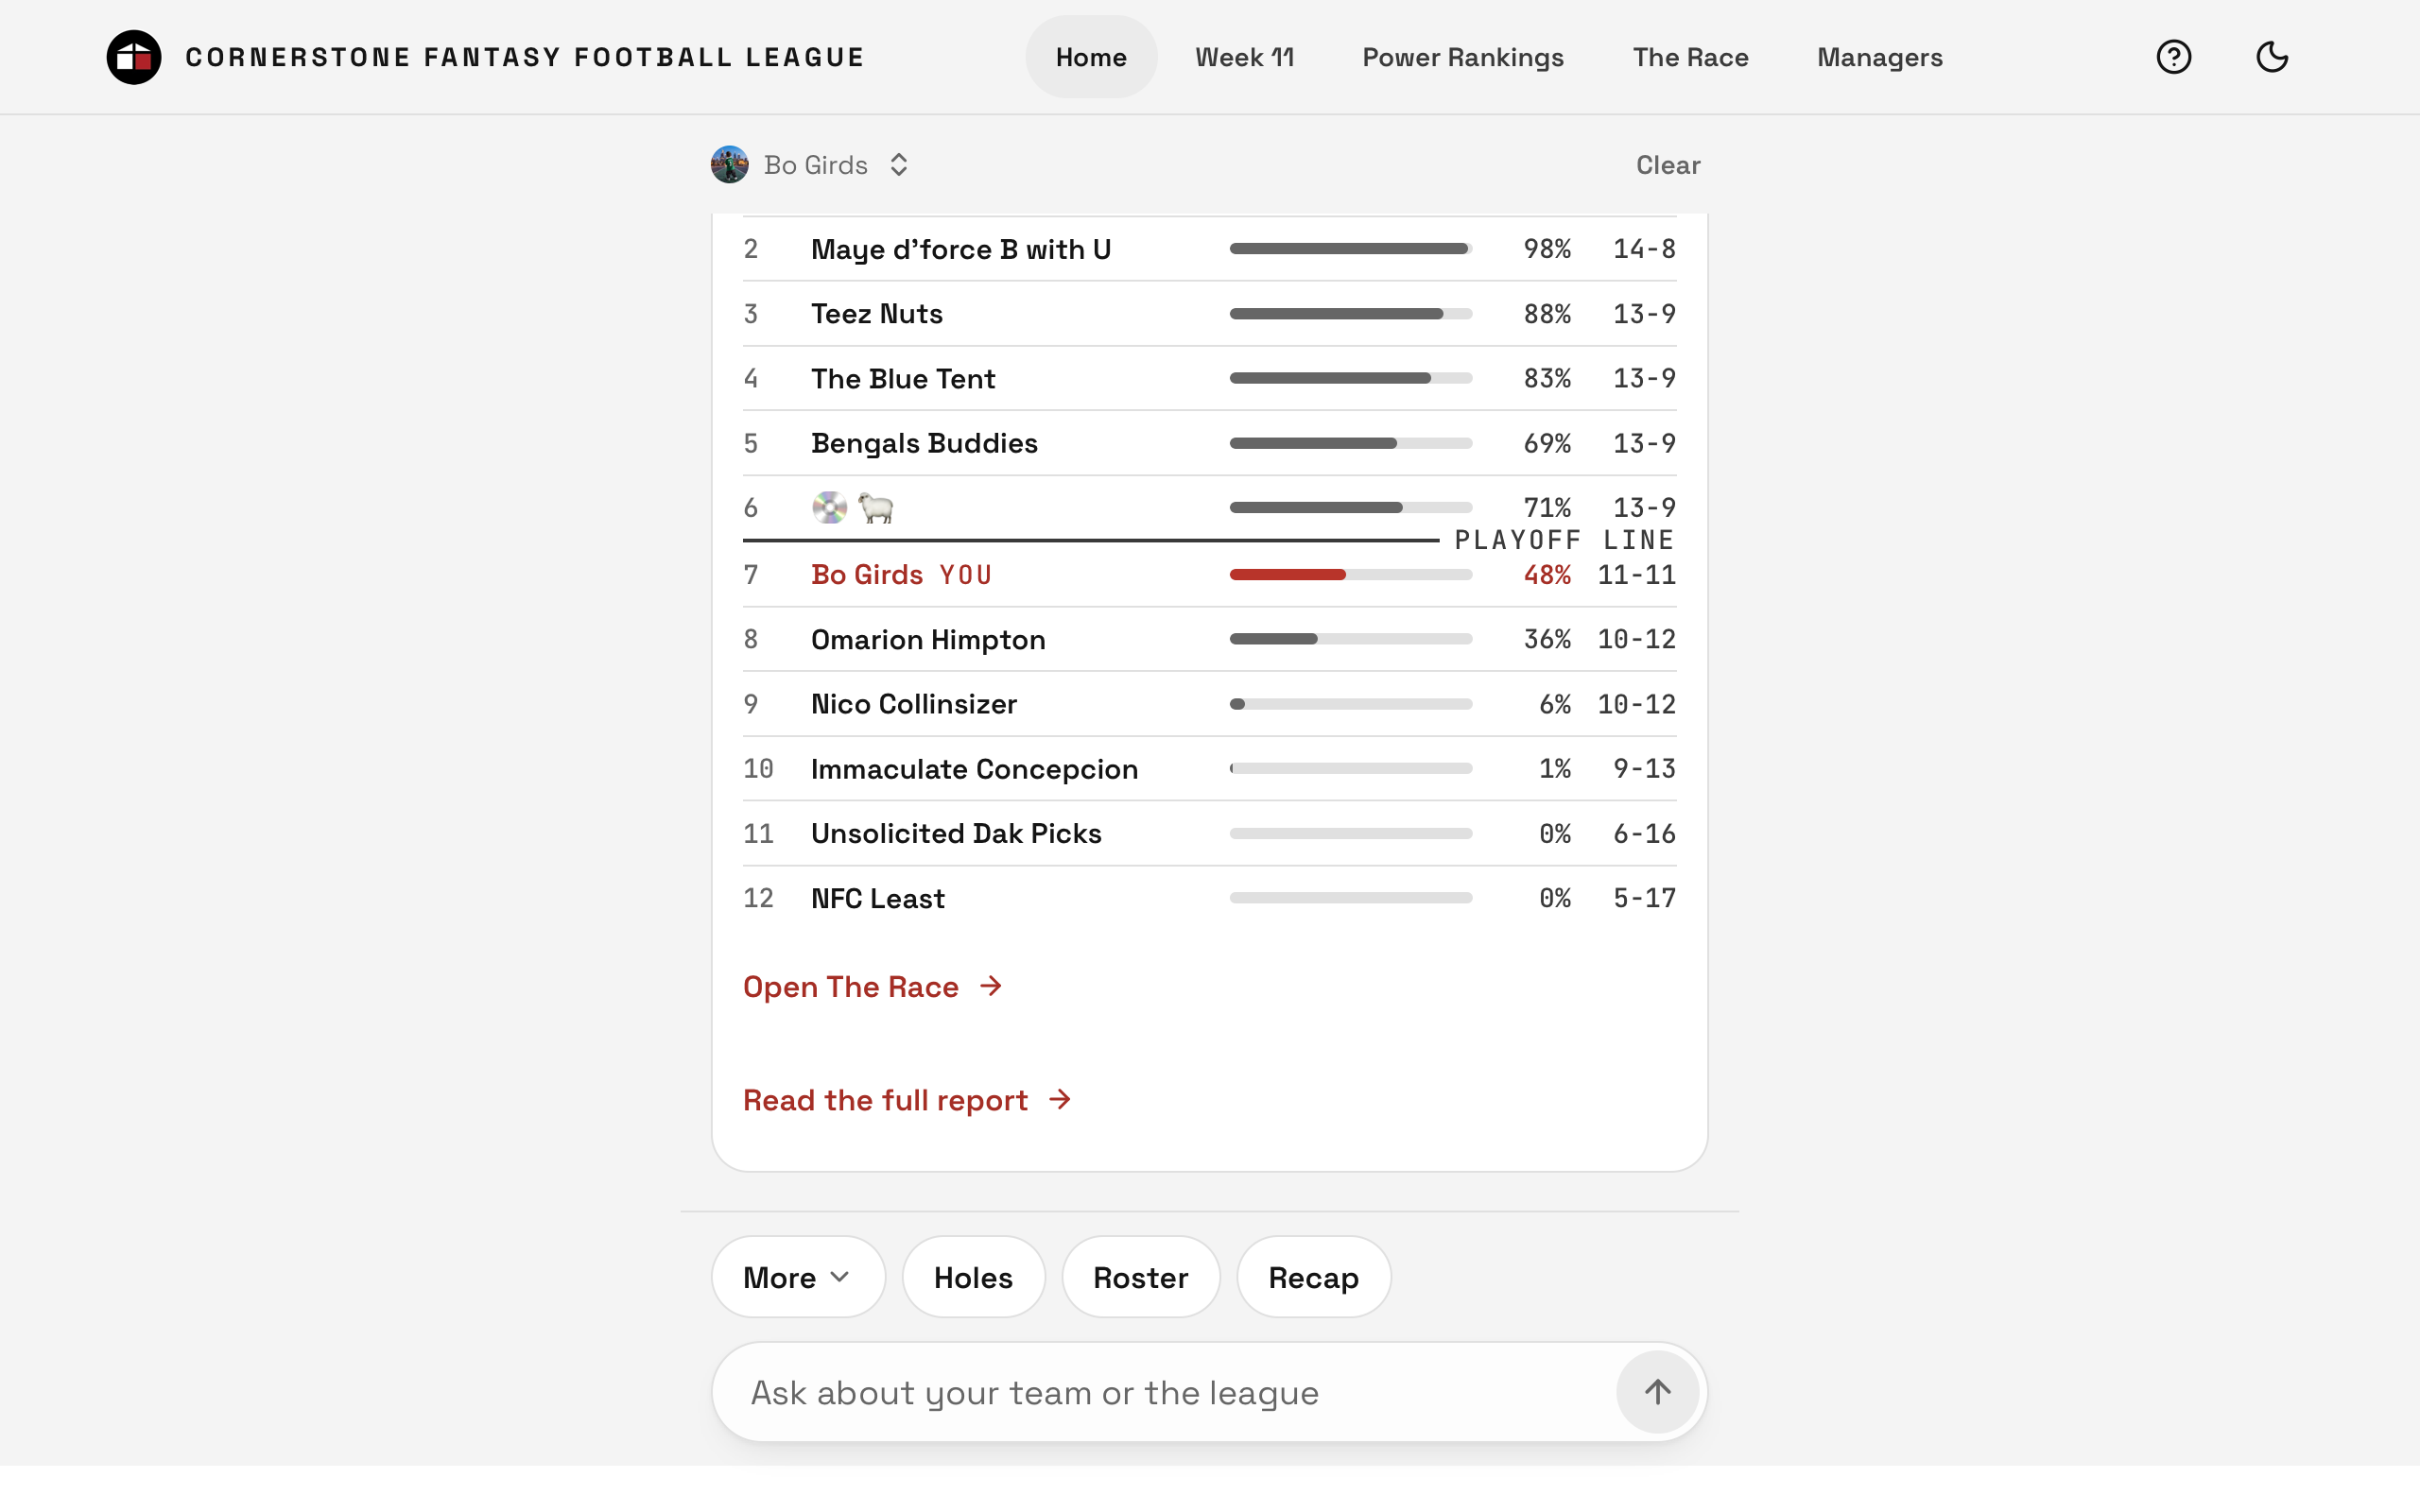 CORNERSTONE FANTASY FOOTBALL LEAGUE Home Week 11 Power Rankings The Race Managers
Bo Girds Clear
2 Maye d’force B with U 98% 14-8
3 Teez Nuts 88% 13-9
4 The Blue Tent 83% 13-9
5 Bengals Buddies 69% 13-9
6 💿🐑 71% 13-9
PLAYOFF LINE
7 Bo Girds YOU 48% 11-11
8 Omarion Himpton 36% 10-12
9 Nico Collinsizer 6% 10-12
10 Immaculate Concepcion 1% 9-13
11 Unsolicited Dak Picks 0% 6-16
12 NFC Least 0% 5-17
Open The Race →
Read the full report →
More Holes Roster Recap
Ask about your team or the league